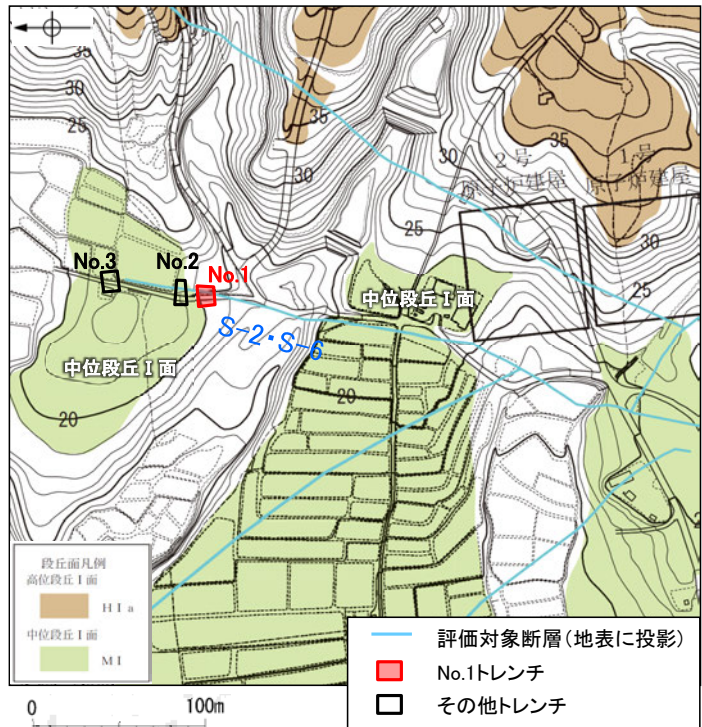 35
30
25
35
35
30
30
25
2号
原子炉建屋
1号
原子炉建屋
30
25
No.3
No.2
No.1
S-2・S-6
中位段丘Ⅰ面
中位段丘Ⅰ面
20
20
段丘面凡例
高位段丘Ⅰ面
HⅠa
中位段丘Ⅰ面
MⅠ
評価対象断層(地表に投影)
No.1トレンチ
その他トレンチ
0 100m